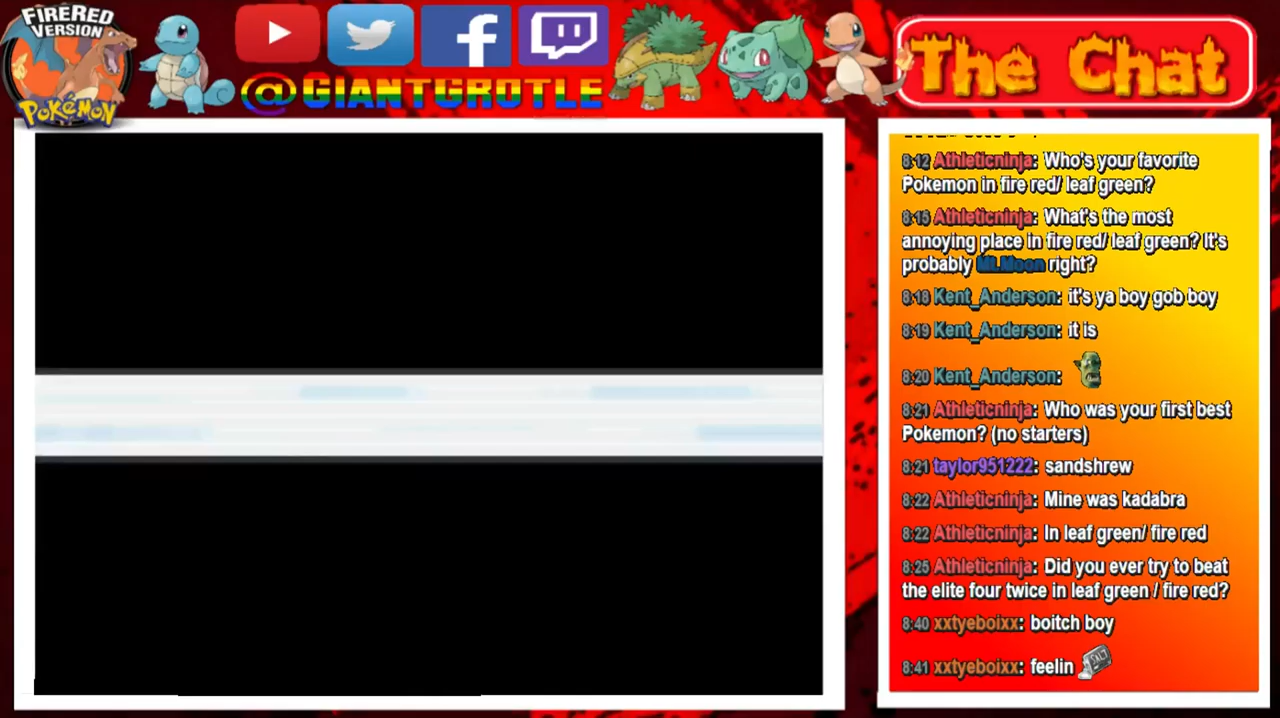 FIRERED
VERSION
POKéMON
@GIANTGROTLE
The Chat
8:12 Athleticninja: Who's your favorite
Pokemon in fire red/ leaf green?
8:15 Athleticninja: What's the most
annoying place in fire red/ leaf green? It's
probably Mt.Moon right?
8:18 Kent_Anderson: it's ya boy gob boy
8:19 Kent_Anderson: it is
8:20 Kent_Anderson:
8:21 Athleticninja: Who was your first best
Pokemon? (no starters)
8:21 taylor951222: sandshrew
8:22 Athleticninja: Mine was kadabra
8:22 Athleticninja: In leaf green/ fire red
8:25 Athleticninja: Did you ever try to beat
the elite four twice in leaf green / fire red?
8:40 xxtyeboixx: boitch boy
8:41 xxtyeboixx: feelin SALT